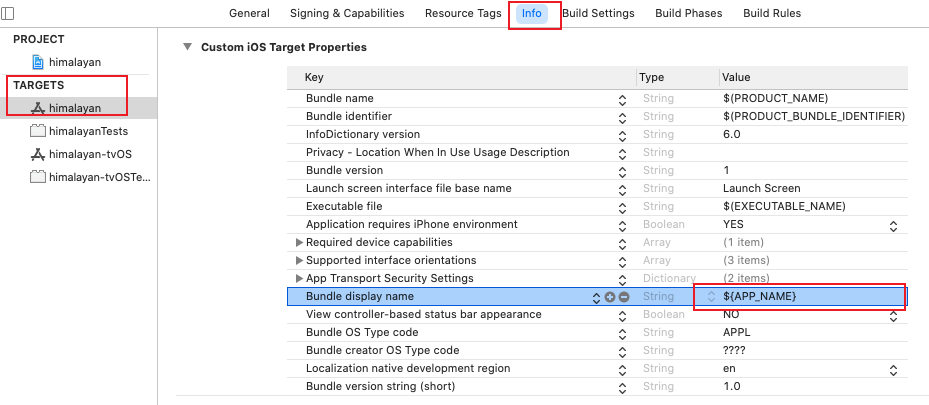 General Signing & Capabilities Resource Tags Info Build Settings Build Phases Build Rules
PROJECT
himalayan
TARGETS
himalayan
himalayanTests
himalayan-tvOS
himalayan-tvOSTe...
Custom iOS Target Properties
Key Type Value
Bundle name String $(PRODUCT_NAME)
Bundle identifier String $(PRODUCT_BUNDLE_IDENTIFIER)
InfoDictionary version String 6.0
Privacy - Location When In Use Usage Description String
Bundle version String 1
Launch screen interface file base name String Launch Screen
Executable file String $(EXECUTABLE_NAME)
Application requires iPhone environment Boolean YES
Required device capabilities Array (1 item)
Supported interface orientations Array (3 items)
App Transport Security Settings Dictionary (2 items)
Bundle display name String ${APP_NAME}
View controller-based status bar appearance Boolean NO
Bundle OS Type code String APPL
Bundle creator OS Type code String ????
Localization native development region String en
Bundle version string (short) String 1.0